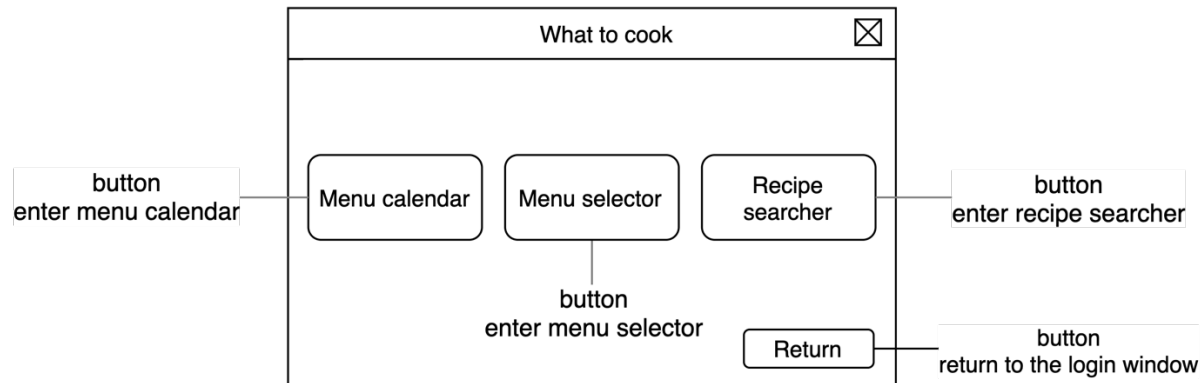 What to cook
button
enter menu calendar
Menu calendar
Menu selector
Recipe
searcher
button
enter recipe searcher
button
enter menu selector
Return
button
return to the login window